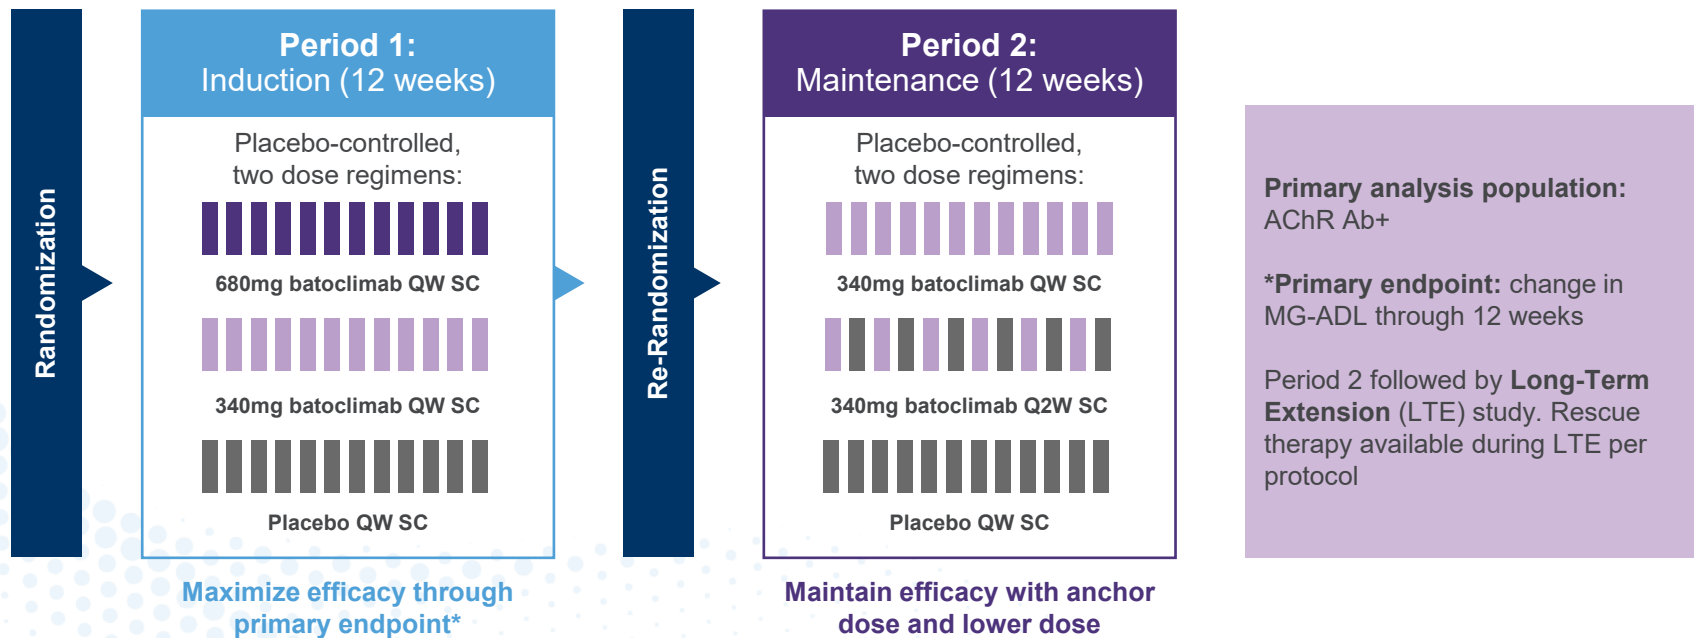 Randomization
Period 1:
Induction (12 weeks)
Placebo-controlled,
two dose regimens:
680mg batoclimab QW SC
340mg batoclimab QW SC
Placebo QW SC
Maximize efficacy through
primary endpoint*
Re-Randomization
Period 2:
Maintenance (12 weeks)
Placebo-controlled,
two dose regimens:
340mg batoclimab QW SC
340mg batoclimab Q2W SC
Placebo QW SC
Maintain efficacy with anchor
dose and lower dose
Primary analysis population:
AChR Ab+
*Primary endpoint: change in
MG-ADL through 12 weeks
Period 2 followed by Long-Term
Extension (LTE) study. Rescue
therapy available during LTE per
protocol